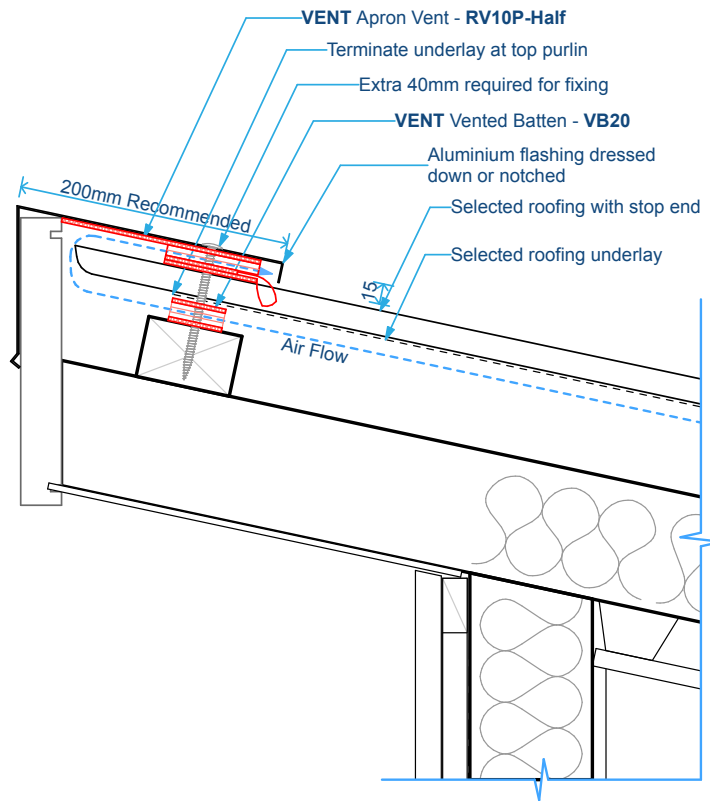 VENT Apron Vent - RV10P-Half
Terminate underlay at top purlin
Extra 40mm required for fixing
VENT Vented Batten - VB20
Aluminium flashing dressed
down or notched
200mm Recommended
Selected roofing with stop end
Selected roofing underlay
15
Air Flow